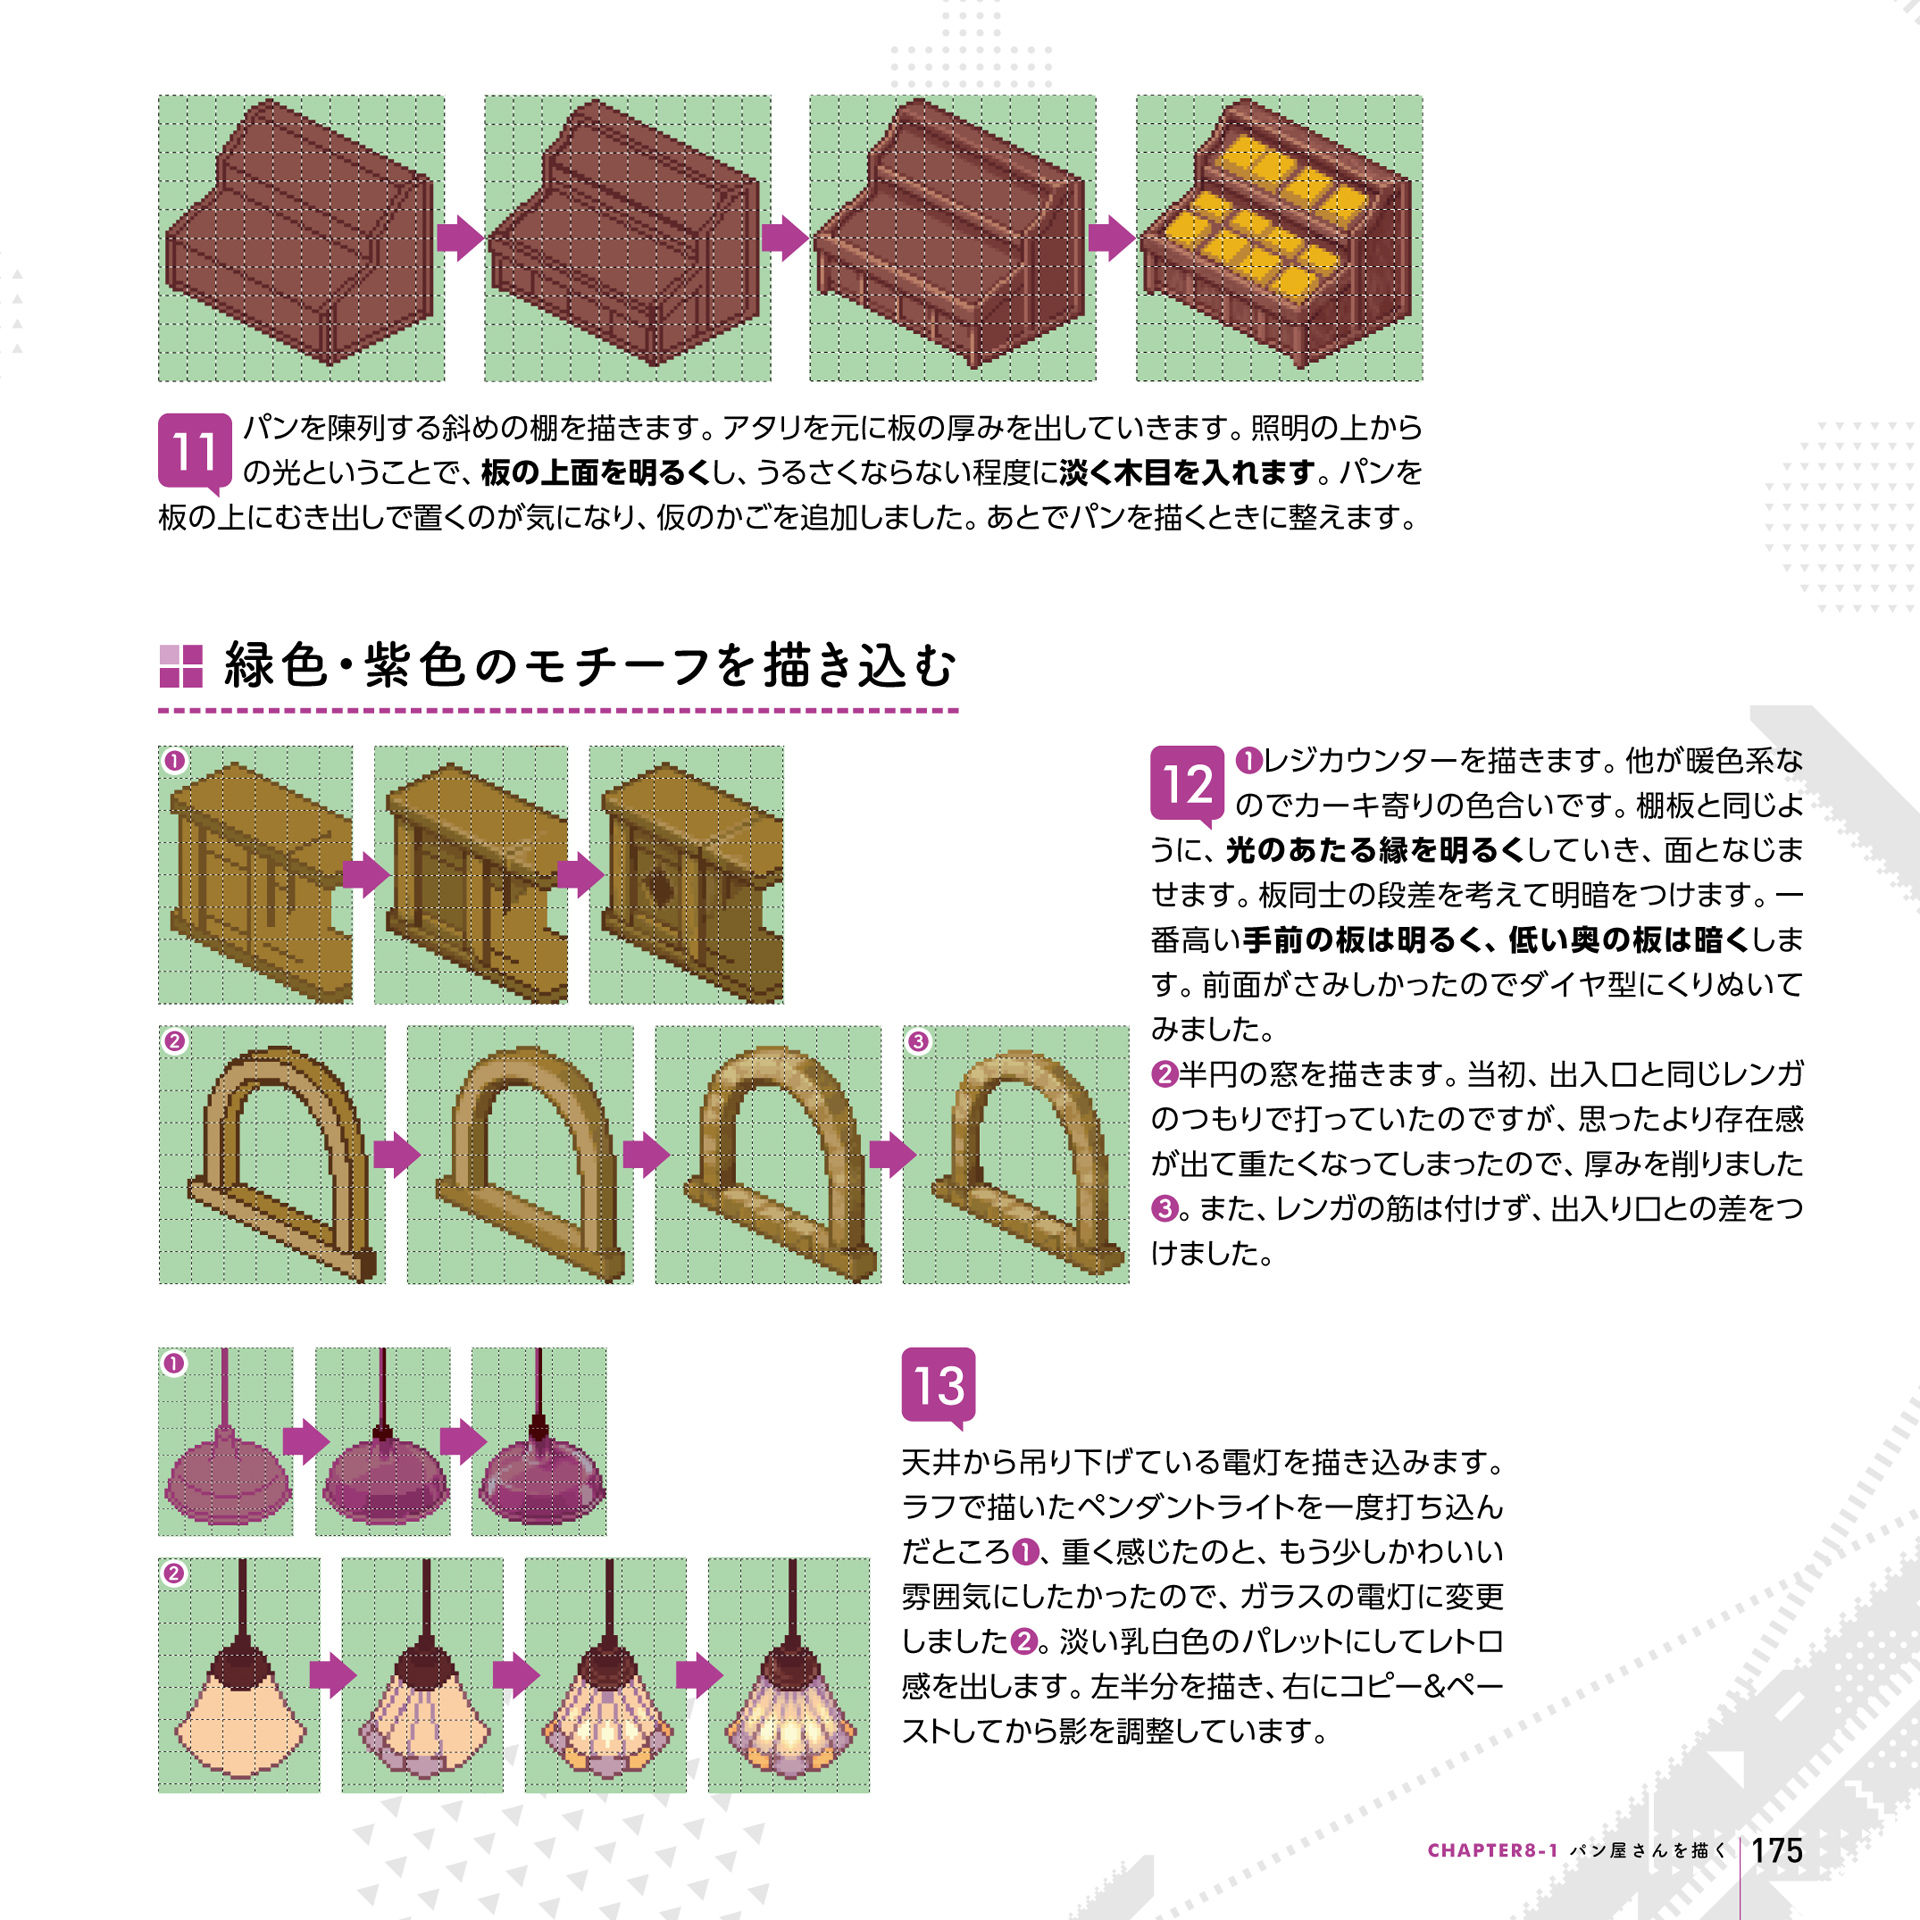 11
パンを陳列する斜めの棚を描きます。アタリを元に板の厚みを出していきます。照明の上から
の光ということで、板の上面を明るくし、うるさくならない程度に淡く木目を入れます。パンを
板の上にむき出しで置くのが気になり、仮のかごを追加しました。あとでパンを描くときに整えます。
緑色・紫色のモチーフを描き込む
❶
❷
❸
12
❶レジカウンターを描きます。他が暖色系な
のでカーキ寄りの色合いです。棚板と同じよ
うに、光のあたる縁を明るくしていき、面となじま
せます。板同士の段差を考えて明暗をつけます。一
番高い手前の板は明るく、低い奥の板は暗くしま
す。前面がさみしかったのでダイヤ型にくりぬいて
みました。
❷半円の窓を描きます。当初、出入口と同じレンガ
のつもりで打っていたのですが、思ったより存在感
が出て重たくなってしまったので、厚みを削りました
❸。また、レンガの筋は付けず、出入り口との差をつ
けました。
❶
❷
13
天井から吊り下げている電灯を描き込みます。
ラフで描いたペンダントライトを一度打ち込ん
だところ❶、重く感じたのと、もう少しかわいい
雰囲気にしたかったので、ガラスの電灯に変更
しました❷。淡い乳白色のパレットにしてレトロ
感を出します。左半分を描き、右にコピー&ペー
ストしてから影を調整しています。
CHAPTER8-1 パン屋さんを描く 175